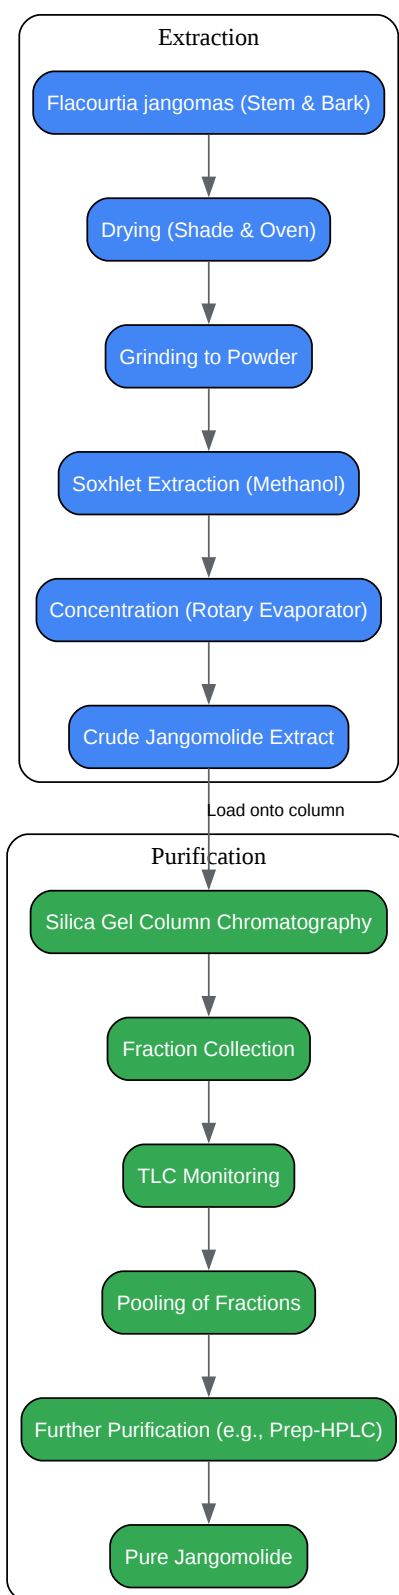 Extraction
Flacourtia jangomas (Stem & Bark)
Drying (Shade & Oven)
Grinding to Powder
Soxhlet Extraction (Methanol)
Concentration (Rotary Evaporator)
Crude Jangomolide Extract
Load onto column
Purification
Silica Gel Column Chromatography
Fraction Collection
TLC Monitoring
Pooling of Fractions
Further Purification (e.g., Prep-HPLC)
Pure Jangomolide